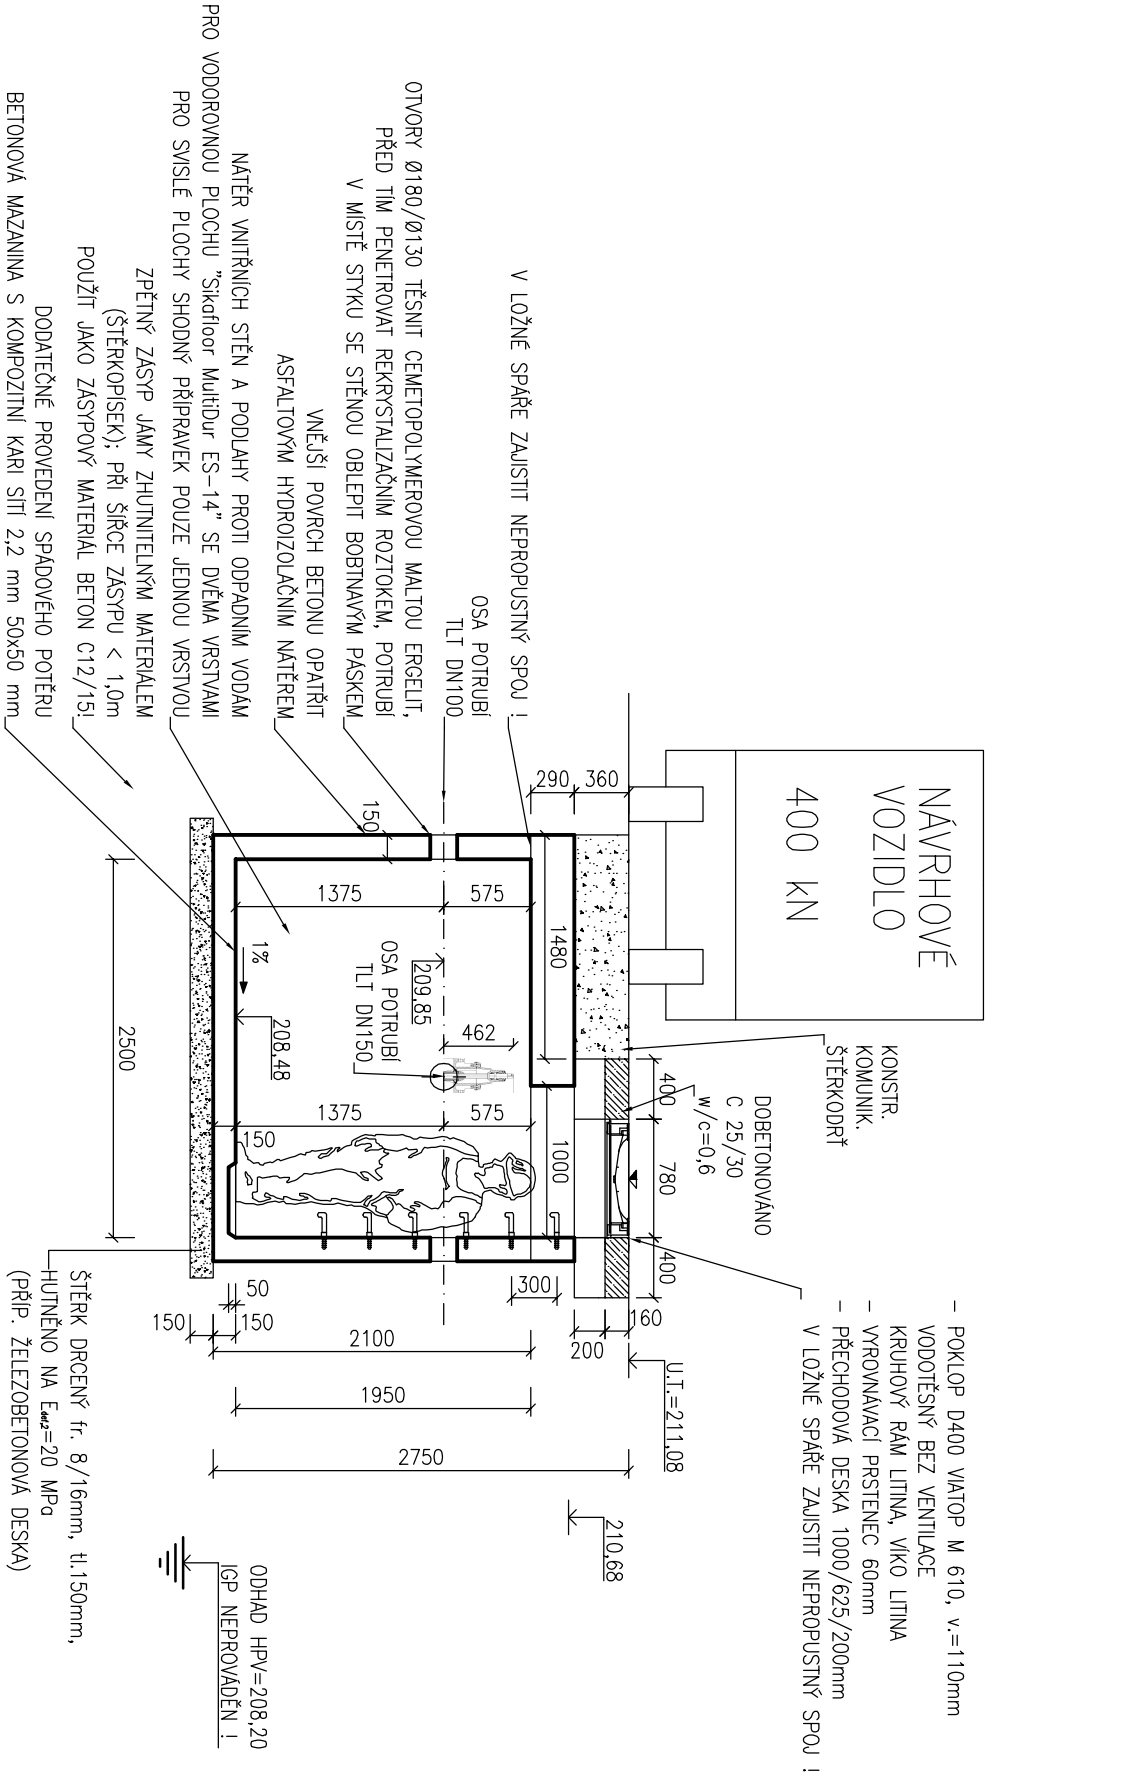 NÁVRHOVÉ
VOZIDLO
400 kN
- POKLOP D400 VIATOP M 610, v.=110mm
VODOTĚSNÝ BEZ VENTILACE
KRUHOVÝ RÁM LITINA, VÍKO LITINA
- VYROVNÁVACÍ PRSTENEC 60mm
- PŘECHODOVÁ DESKA 1000/625/200mm
V LOŽNÉ SPÁŘE ZAJISTIT NEPROPUSTNÝ SPOJ !
KONSTR.
KOMUNIK.
ŠTĚRKODRŤ
DOBETONOVÁNO
C 25/30
w/c=0,6
400
780
400
160
200
U.T.=211,08
210,68
360
290
1480
1000
300
V LOŽNÉ SPÁŘE ZAJISTIT NEPROPUSTNÝ SPOJ !
OSA POTRUBÍ
TLT DN100
OTVORY Ø180/Ø130 TĚSNIT CEMETOPOLYMEROVOU MALTOU ERGELIT,
PŘED TÍM PENETROVAT REKRYSTALIZAČNÍM ROZTOKEM, POTRUBÍ
V MÍSTĚ STYKU SE STĚNOU OBLEPIT BOBTNAVÝM PÁSKEM
VNĚJŠÍ POVRCH BETONU OPATŘIT
ASFALTOVÝM HYDROIZOLAČNÍM NÁTĚREM
NÁTĚR VNITŘNÍCH STĚN A PODLAHY PROTI ODPADNÍM VODÁM
PRO VODOROVNOU PLOCHU "Sikafloor MultiDur ES-14" SE DVĚMA VRSTVAMI
PRO SVISLÉ PLOCHY SHODNÝ PŘÍPRAVEK POUZE JEDNOU VRSTVOU
ZPĚTNÝ ZÁSYP JÁMY ZHUTNITELNÝM MATERIÁLEM
(ŠTĚRKOPÍSEK); PŘI ŠÍŘCE ZÁSYPU < 1,0m
POUŽÍT JAKO ZÁSYPOVÝ MATERIÁL BETON C12/15!
DODATEČNÉ PROVEDENÍ SPÁDOVÉHO POTĚRU
BETONOVÁ MAZANINA S KOMPOZITNÍ KARI SÍTÍ 2,2 mm 50x50 mm
150
575
1375
209,85
462
OSA POTRUBÍ
TLT DN150
575
1375
1%
208,48
150
2500
50
150
150
2100
1950
2750
ODHAD HPV=208,20
IGP NEPROVÁDĚN !
ŠTĚRK DRCENÝ fr. 8/16mm, tl.150mm,
HUTNĚNO NA Edef,2=20 MPa
(PŘÍP. ŽELEZOBETONOVÁ DESKA)